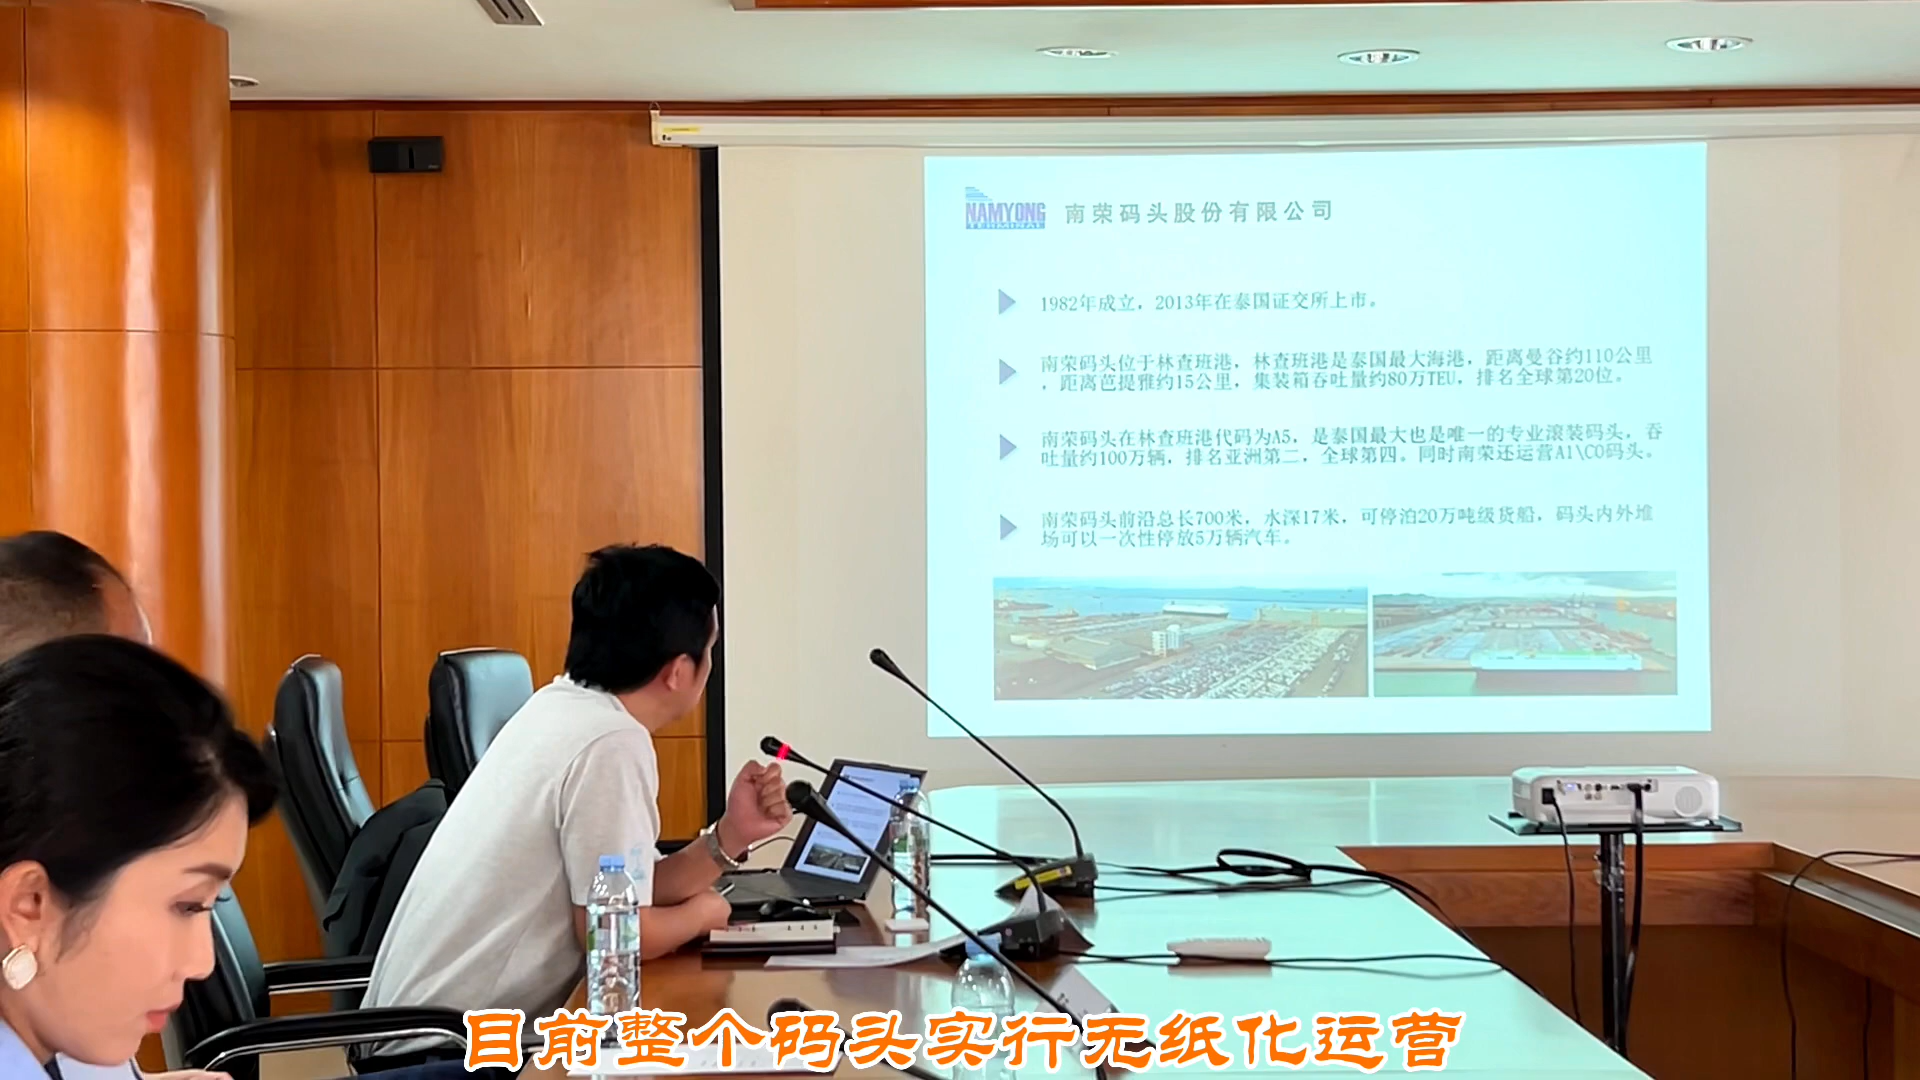 NAMYONG
TERMINAL
南荣码头股份有限公司
1982年成立，2013年在泰国证交所上市。
南荣码头位于林查班港，林查班港是泰国最大海港，距离曼谷约110公里
，距离芭提雅约15公里，集装箱吞吐量约80万TEU，排名全球第20位。
南荣码头在林查班港代码为A5，是泰国最大也是唯一的专业滚装码头，吞
吐量约100万辆，排名亚洲第二，全球第四。同时南荣还运营A1\C0码头。
南荣码头前沿总长700米，水深17米，可停泊20万吨级货船，码头内外堆
场可以一次性停放5万辆汽车。
目前整个码头实行无纸化运营